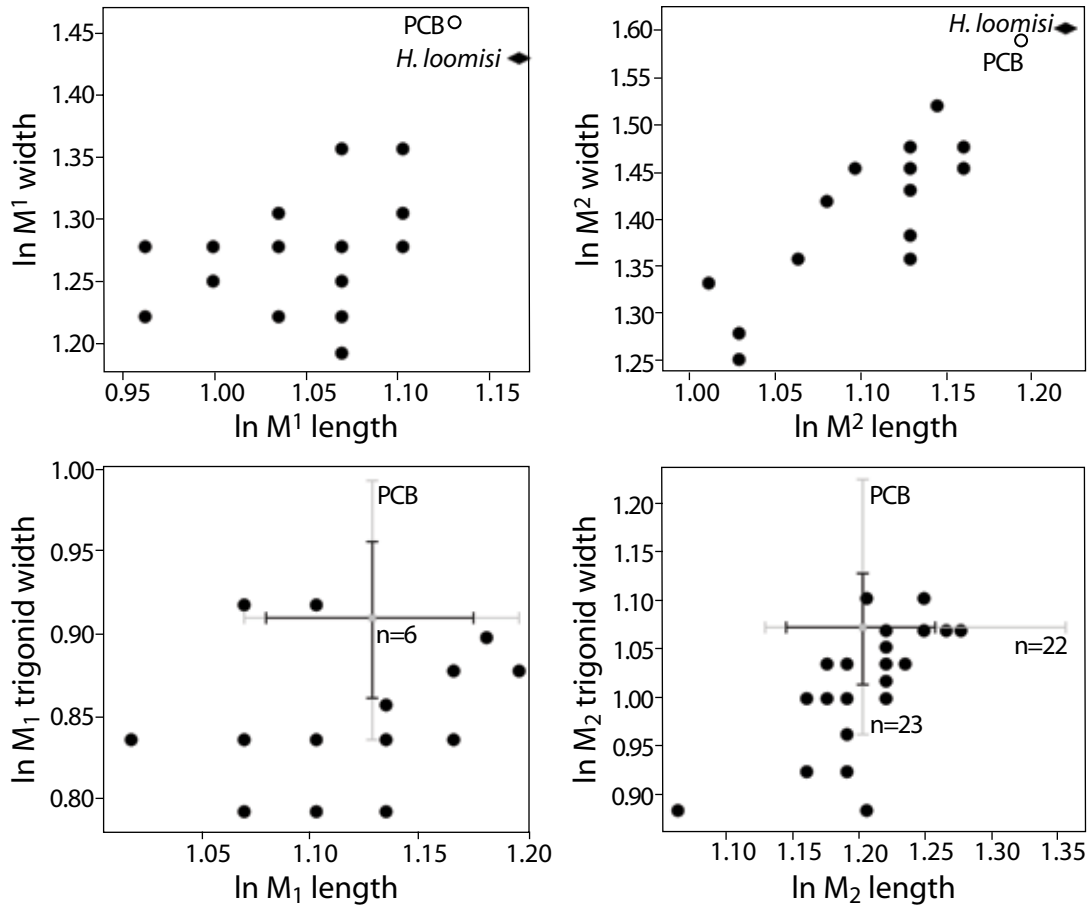 1.45
1.40
1.35
1.30
1.25
1.20
ln M¹ width
PCB
H. loomisi
0.95 1.00 1.05 1.10 1.15
ln M¹ length
1.60
1.55
1.50
1.45
1.40
1.35
1.30
1.25
ln M² width
H. loomisi
PCB
1.00 1.10 1.15 1.20
ln M² length
1.00
0.95
0.90
0.85
0.80
ln M₁ trigonid width
PCB
n=6
1.05 1.10 1.15 1.20
ln M₁ length
1.20
1.15
1.10
1.05
1.00
0.95
0.90
ln M₂ trigonid width
PCB
n=22
n=23
1.10 1.15 1.20 1.25 1.30 1.35
ln M₂ length